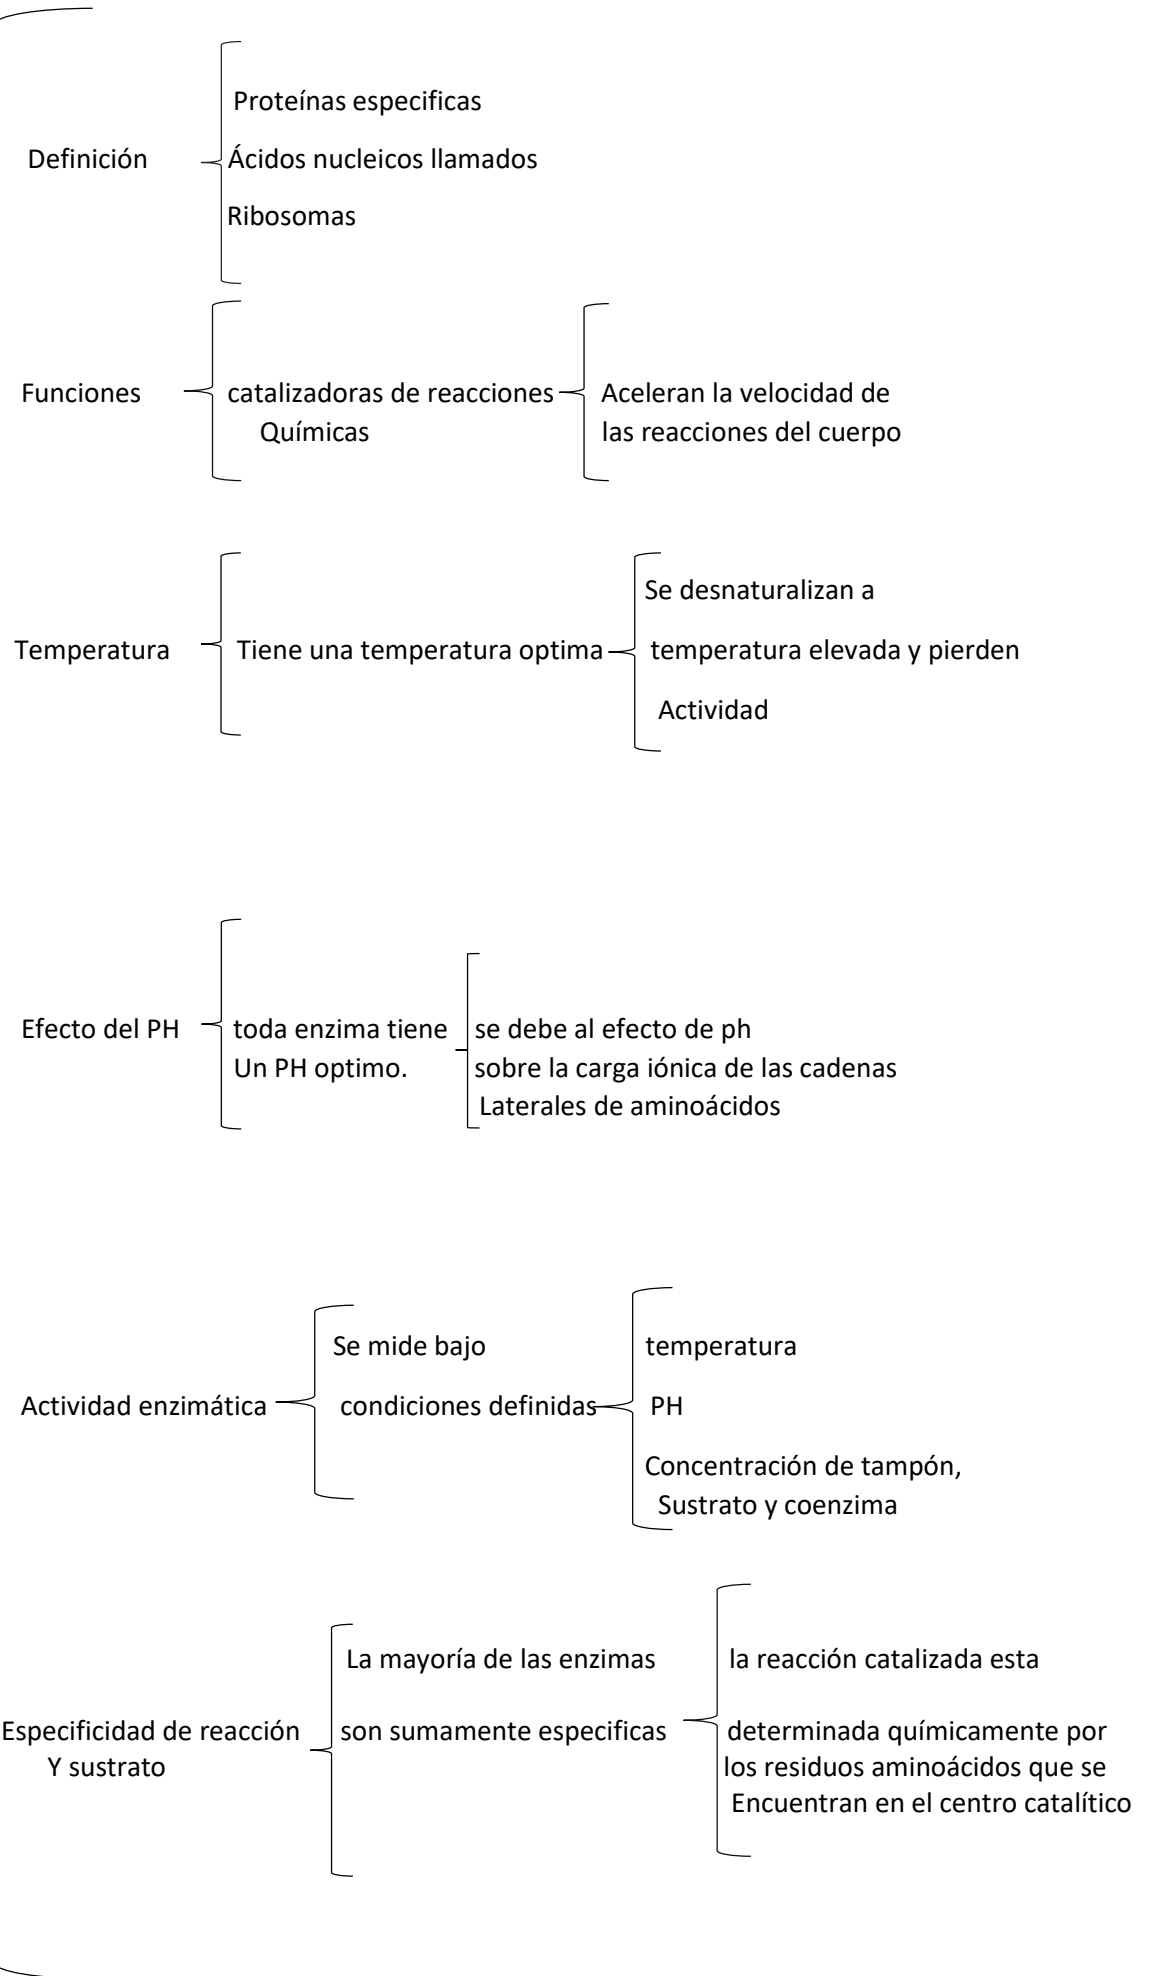 Proteínas especificas
Definición
Ácidos nucleicos llamados
Ribosomas
Funciones
catalizadoras de reacciones
Químicas
Aceleran la velocidad de
las reacciones del cuerpo
Temperatura
Tiene una temperatura optima
Se desnaturalizan a
temperatura elevada y pierden
Actividad
Efecto del PH
toda enzima tiene
Un PH optimo.
se debe al efecto de ph
sobre la carga iónica de las cadenas
Laterales de aminoácidos
Actividad enzimática
Se mide bajo
condiciones definidas
temperatura
PH
Concentración de tampón,
Sustrato y coenzima
Especificidad de reacción
Y sustrato
La mayoría de las enzimas
son sumamente especificas
la reacción catalizada esta
determinada químicamente por
los residuos aminoácidos que se
Encuentran en el centro catalítico